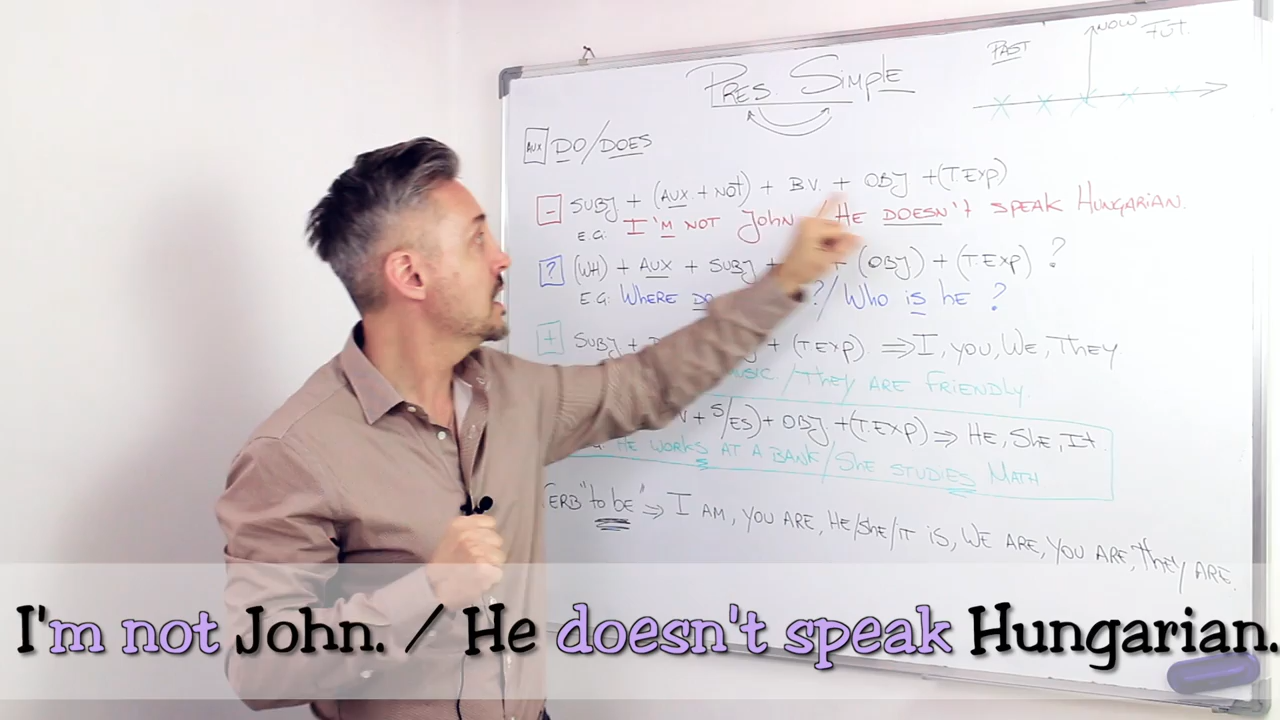 PAST NOW FUT.
PRES. SIMPLE
AUX DO/DOES
- SUBJ + (AUX + NOT) + B.V. + OBJ + (T.EXP)
E.G: I'M NOT John / HE DOESN'T SPEAK HUNGARIAN.
? (WH) + AUX + SUBJ + + (OBJ) + (T.EXP) ?
E.G: WHERE DO ? / Who is he ?
+ SUBJ + + (T.EXP) ⇒ I, you, We, They
MUSIC. / They ARE FRIENDLY.
V + S/ES) + OBJ + (T.EXP) ⇒ HE, She, It
HE WORKS AT A BANK / She STUDIES MATH
"to be" ⇒ I AM, YOU ARE, HE/She/IT IS, WE ARE, YOU ARE, They ARE.
I'm not John. / He doesn't speak Hungarian.